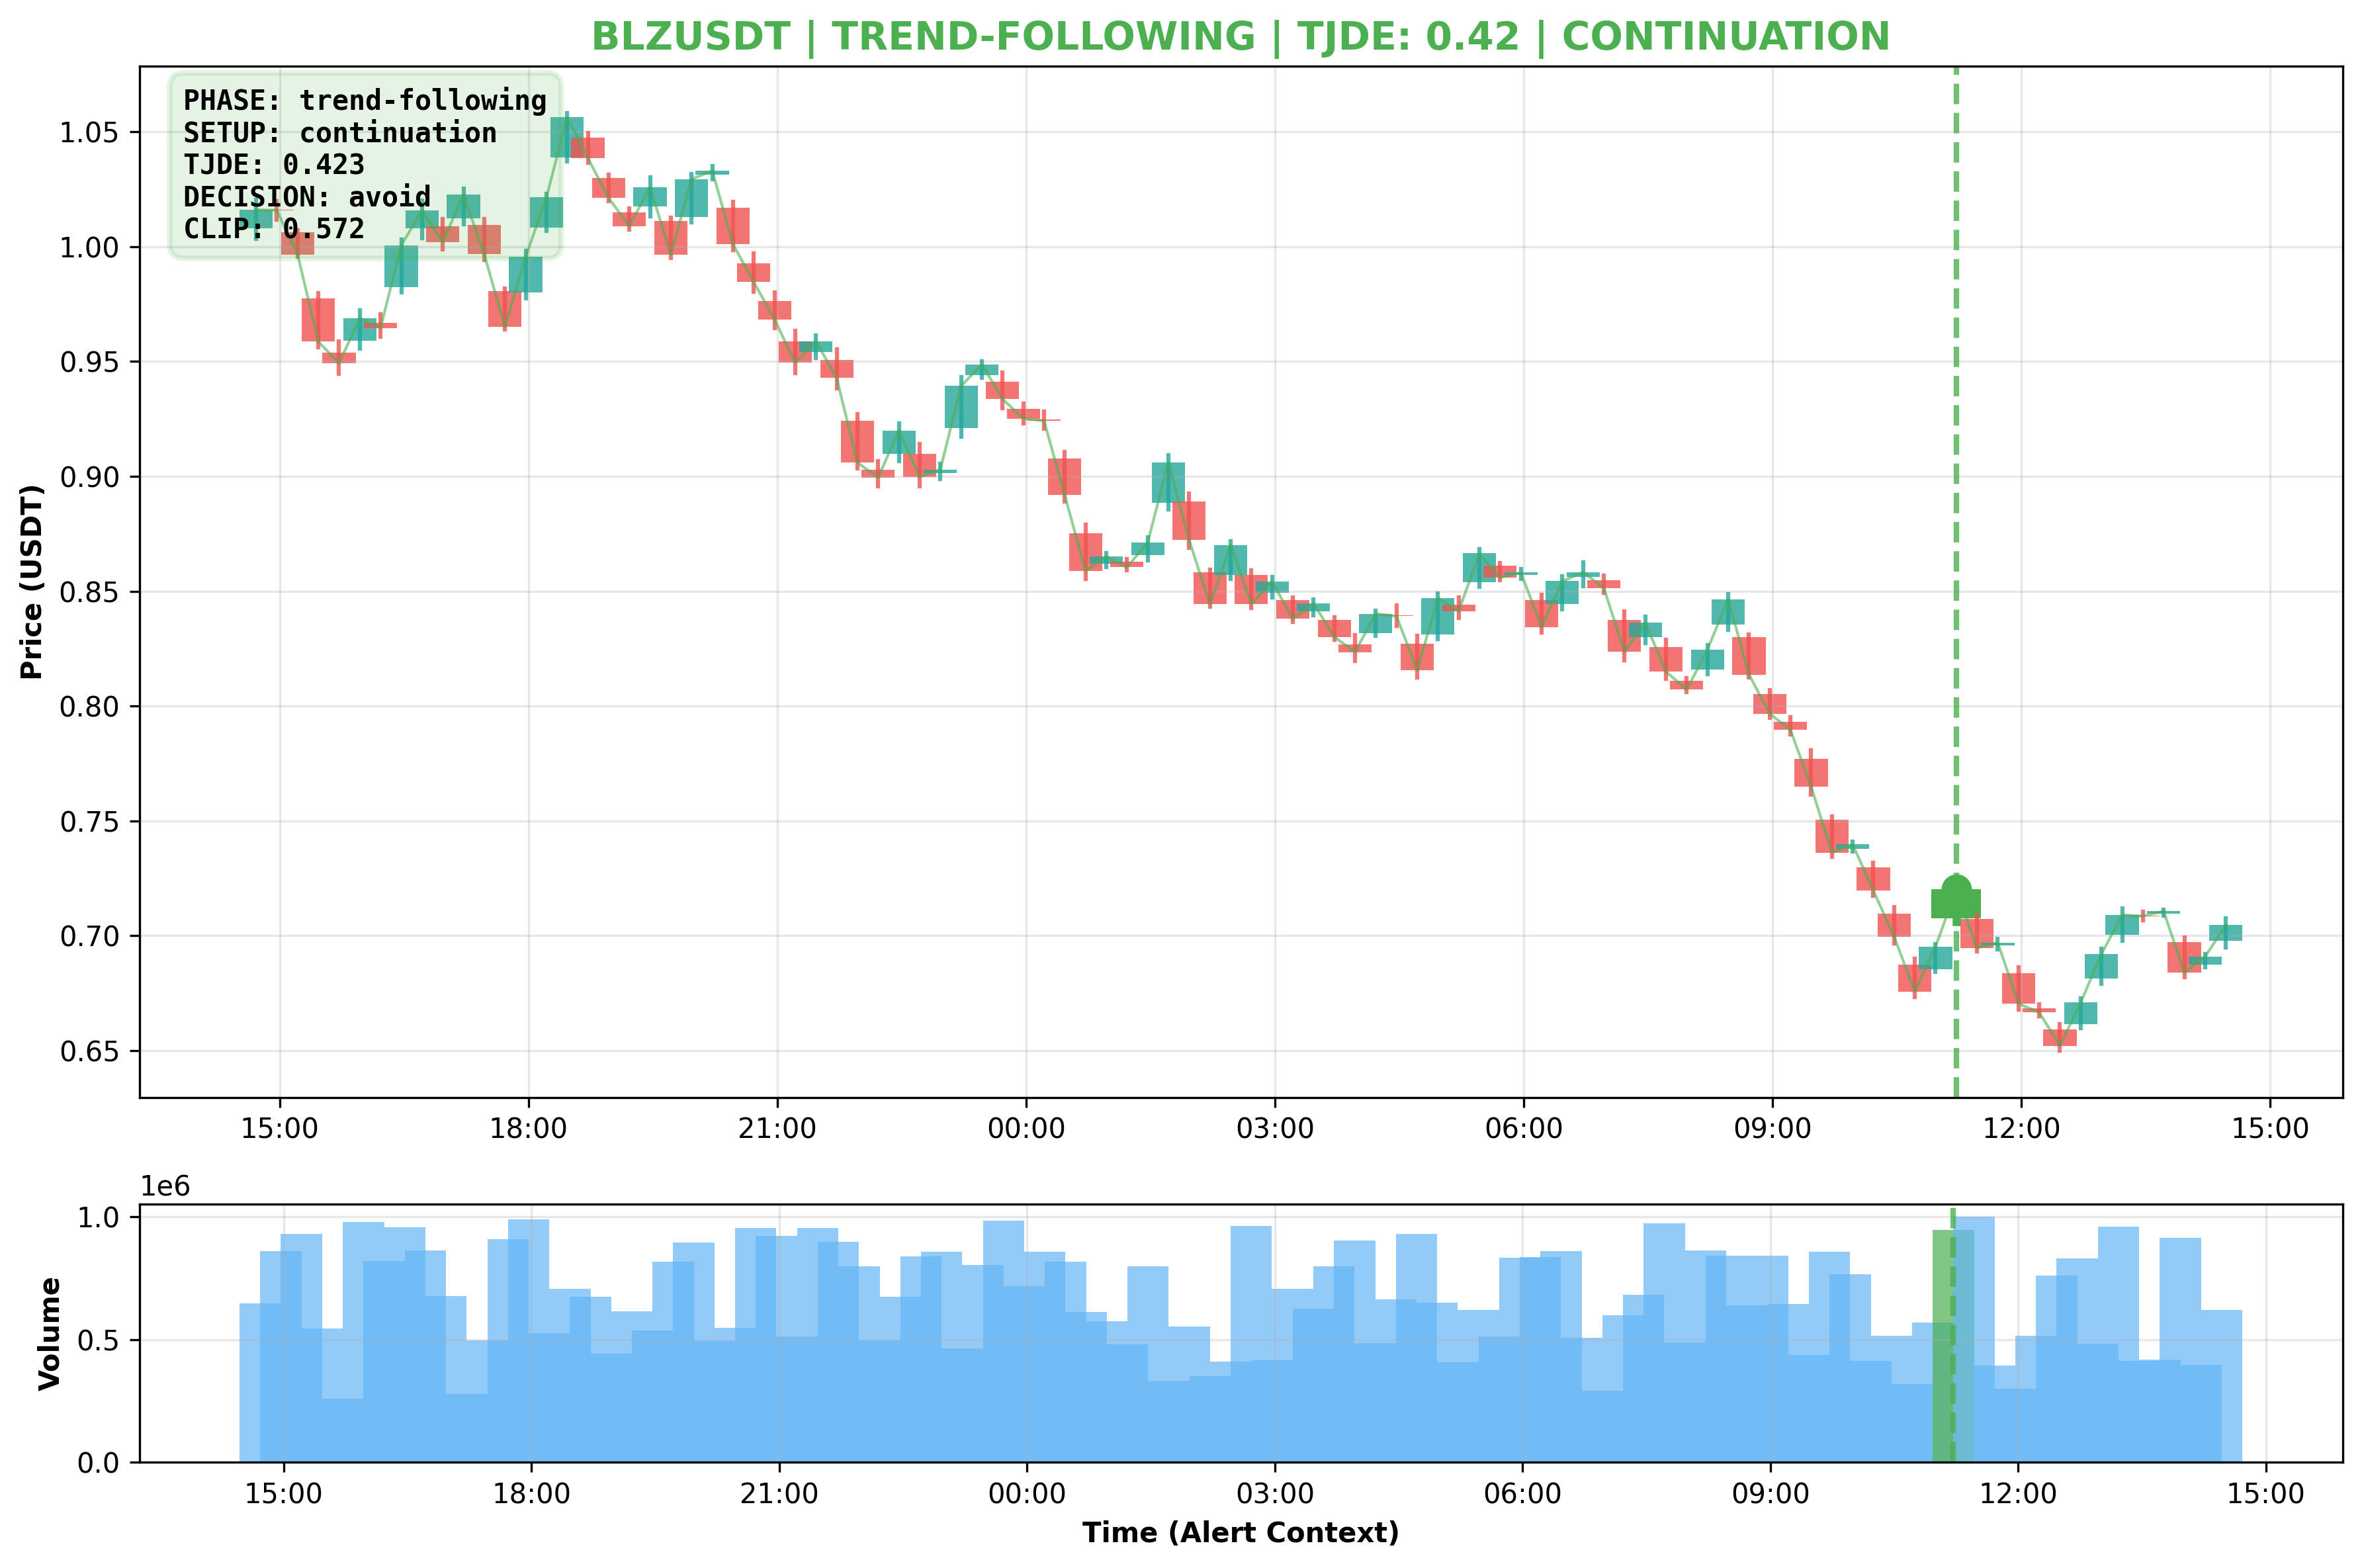 BLZUSDT | TREND-FOLLOWING | TJDE: 0.42 | CONTINUATION
PHASE: trend-following
SETUP: continuation
TJDE: 0.423
DECISION: avoid
CLIP: 0.572
Price (USDT)
1.05
1.00
0.95
0.90
0.85
0.80
0.75
0.70
0.65
15:00 18:00 21:00 00:00 03:00 06:00 09:00 12:00 15:00
1e6
Volume
1.0
0.5
0.0
15:00 18:00 21:00 00:00 03:00 06:00 09:00 12:00 15:00
Time (Alert Context)